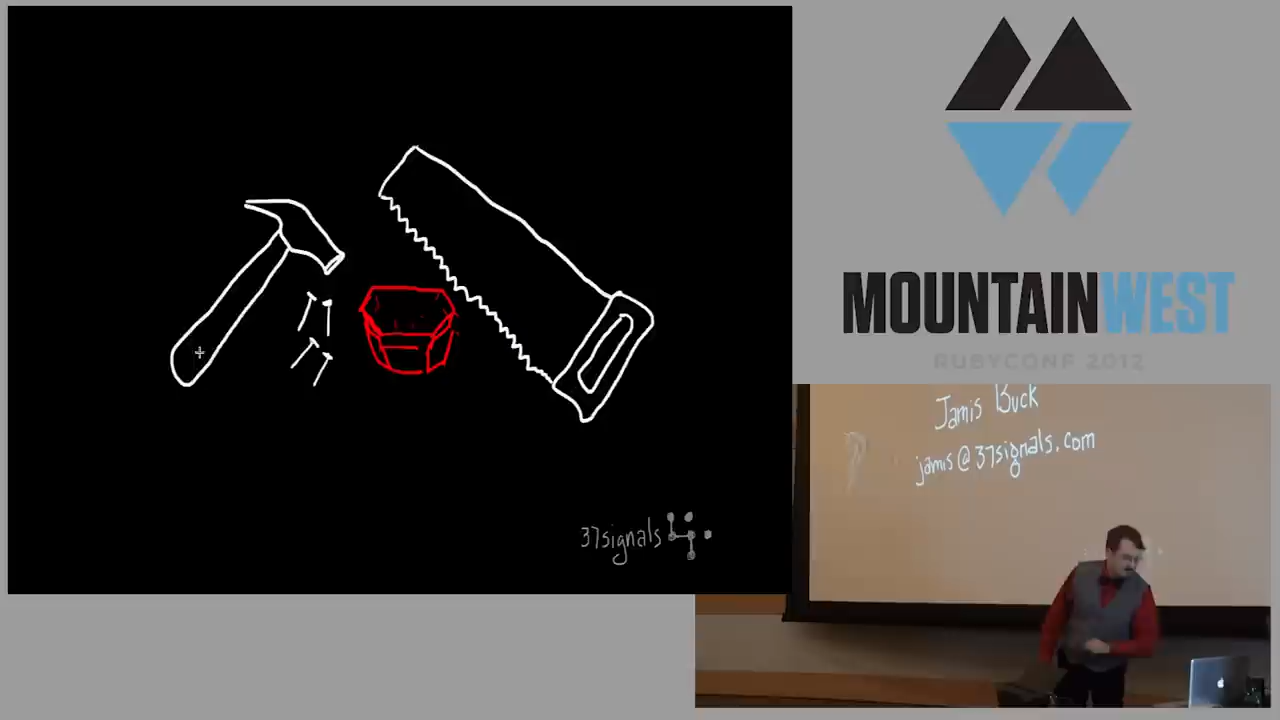 37signals
MOUNTAINWEST
RUBYCONF 2012
Jamis Buck
jamis@37signals.com